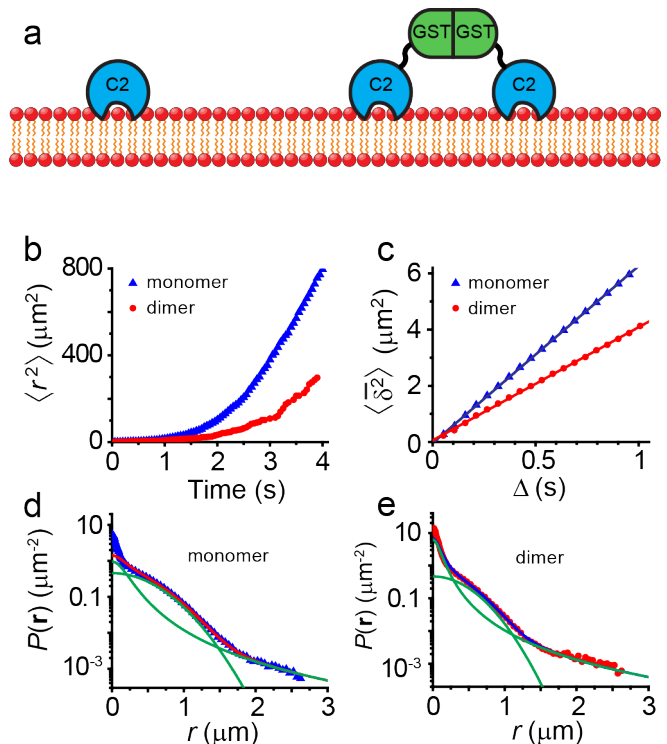 a
GST GST
C2 C2 C2
b
⟨r²⟩ (μm²)
800
400
0
monomer
dimer
0 1 2 3 4
Time (s)
c
⟨δ̅²⟩ (μm²)
6
4
2
0
monomer
dimer
0 0.5 1
Δ (s)
d
P(r) (μm⁻²)
10
0.1
10⁻³
monomer
0 1 2 3
r (μm)
e
P(r) (μm⁻²)
10
0.1
10⁻³
dimer
0 1 2 3
r (μm)